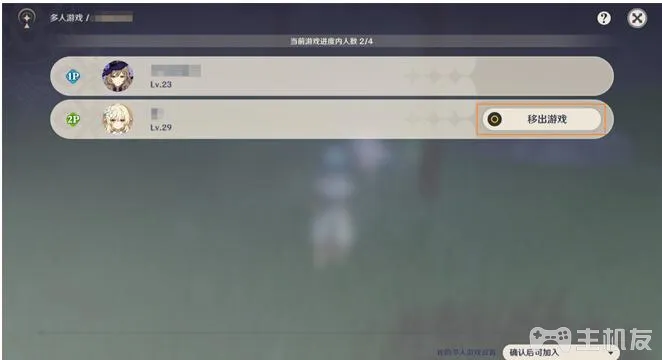 多人游戏 /
?
当前游戏进度内人数 2/4
1P
Lv.23
2P
Lv.29
移出游戏
确认后可加入
主机友